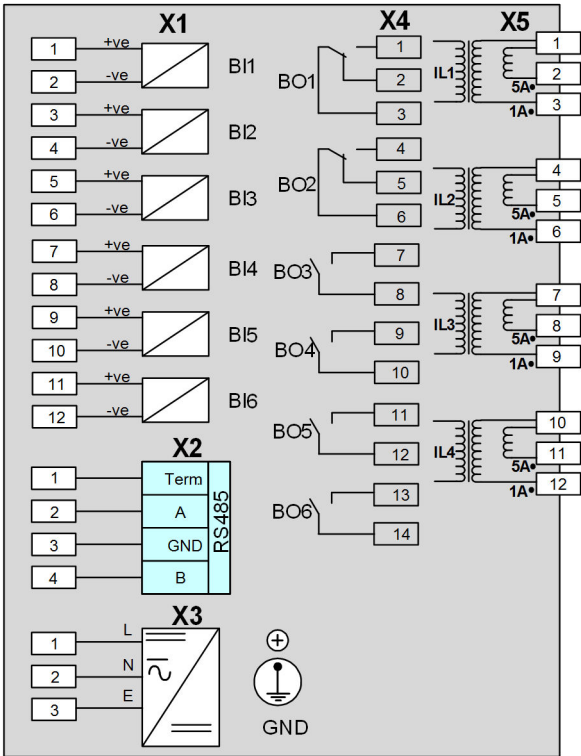 X1 X4 X5
1 +ve BI1 BO1 1 IL1 1
2 -ve 2 5A• 2
3 1A• 3
3 +ve BI2
4 -ve BO2 4 IL2 4
5 +ve BI3 5 5A• 5
6 -ve 6 1A• 6
7 +ve BI4 BO3 7 IL3 7
8 -ve 8 5A• 8
9 +ve BI5 BO4 9 1A• 9
10 -ve 10
11 +ve BI6 BO5 11 IL4 10
12 -ve 12 5A• 11
1A• 12
X2
1 Term RS485 BO6 13
2 A 14
3 GND
4 B
X3
1 L
2 N
3 E
GND